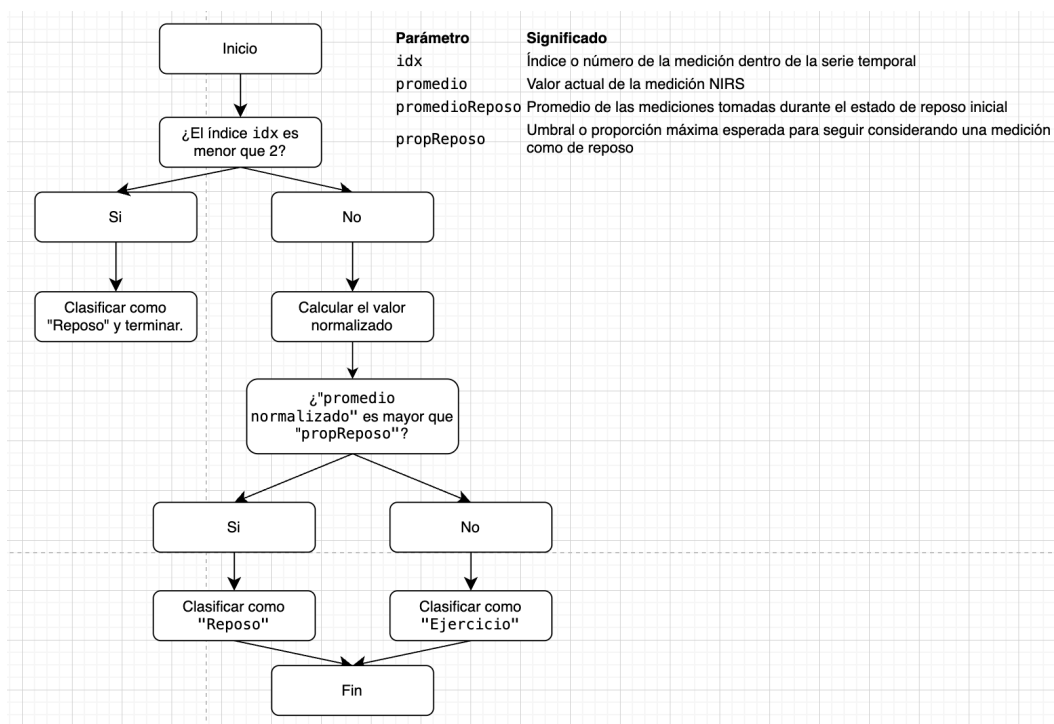 Inicio
Parámetro Significado
idx Índice o número de la medición dentro de la serie temporal
promedio Valor actual de la medición NIRS
promedioReposo Promedio de las mediciones tomadas durante el estado de reposo inicial
propReposo Umbral o proporción máxima esperada para seguir considerando una medición
como de reposo
¿El índice idx es
menor que 2?
Si
No
Clasificar como
"Reposo" y terminar.
Calcular el valor
normalizado
¿"promedio
normalizado" es mayor que
"propReposo"?
Si
No
Clasificar como
"Reposo"
Clasificar como
"Ejercicio"
Fin